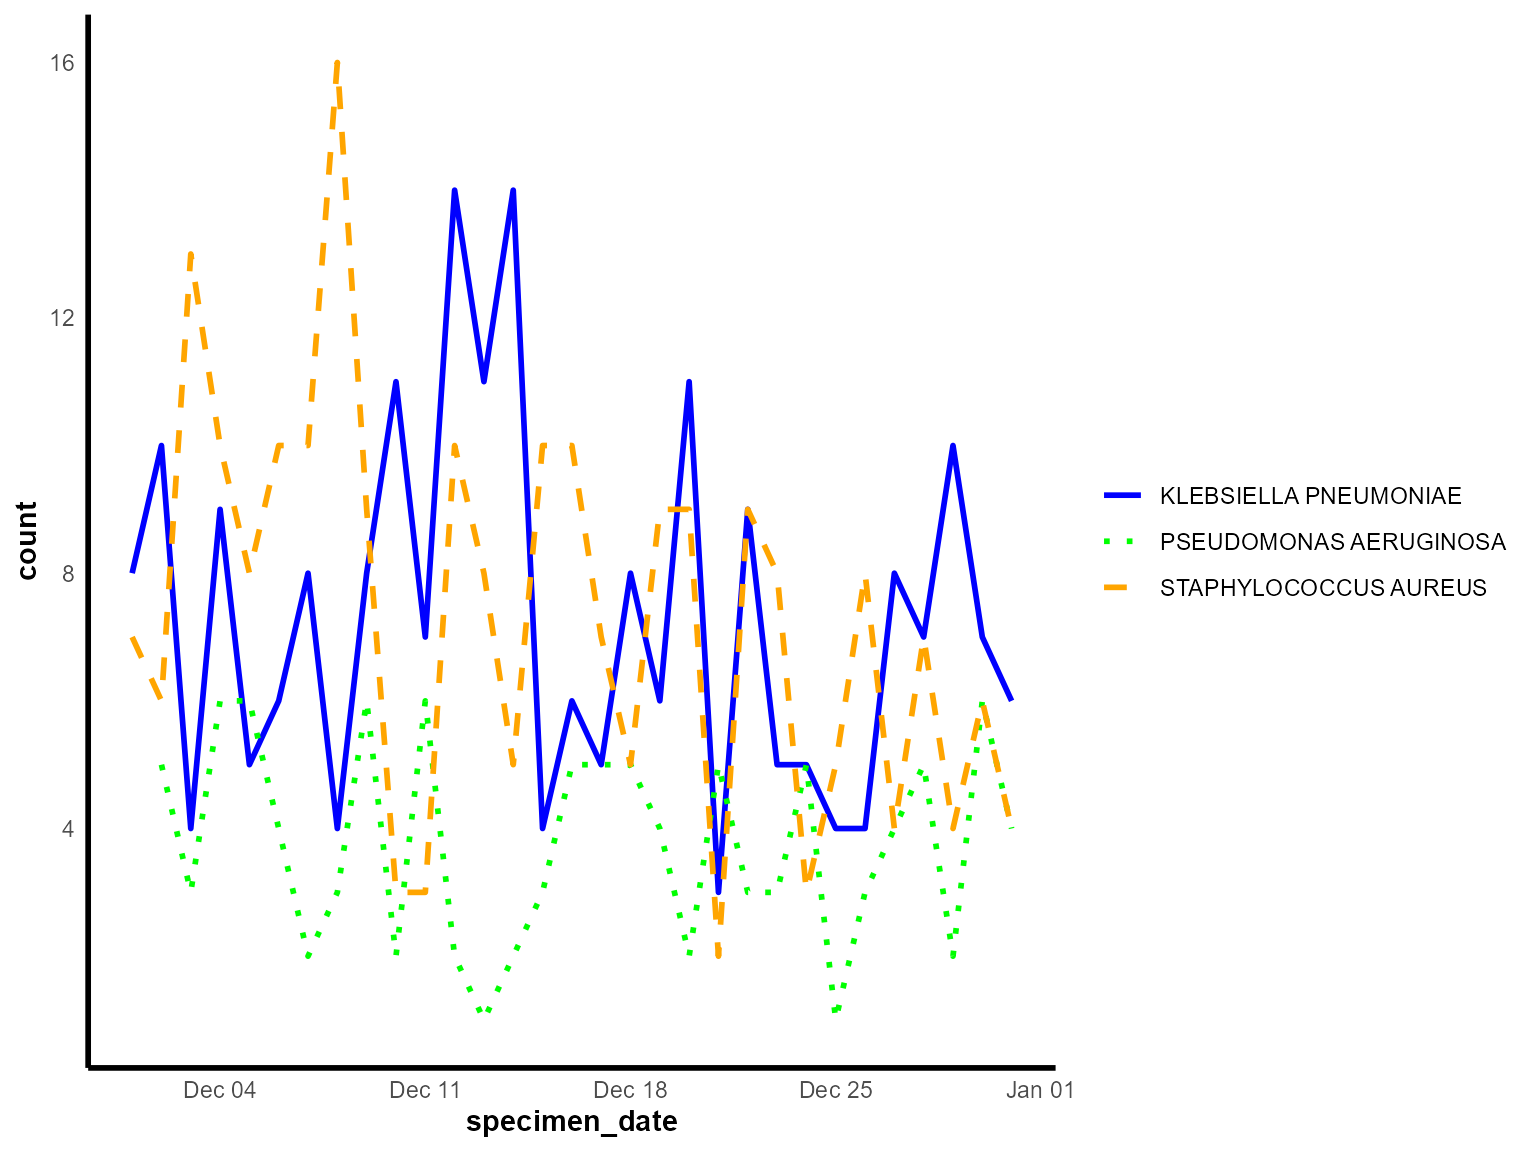 16
12
8
4
count
Dec 04
Dec 11
Dec 18
Dec 25
Jan 01
specimen_date
KLEBSIELLA PNEUMONIAE
PSEUDOMONAS AERUGINOSA
STAPHYLOCOCCUS AUREUS